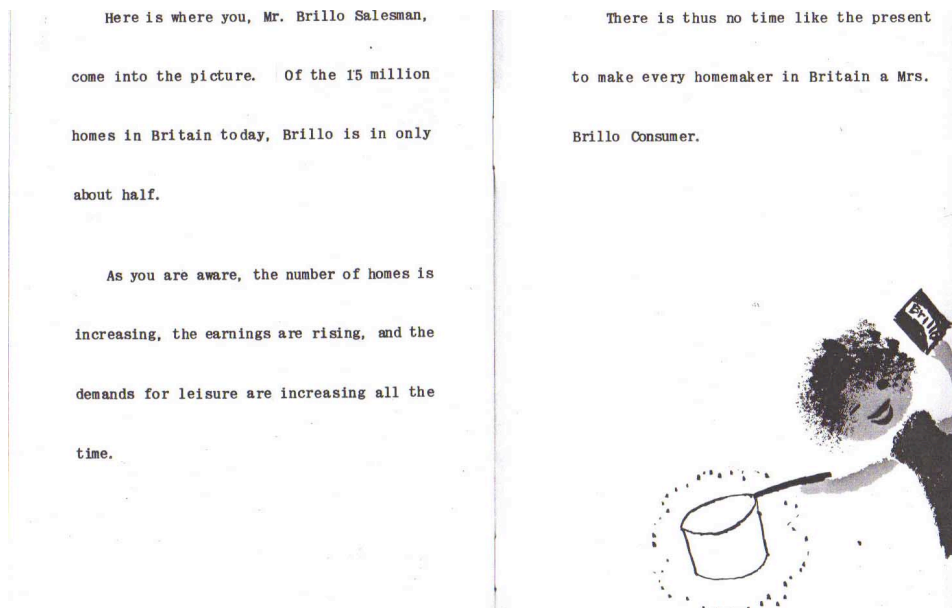 Here is where you, Mr. Brillo Salesman,
come into the picture. Of the 15 million
homes in Britain today, Brillo is in only
about half.
As you are aware, the number of homes is
increasing, the earnings are rising, and the
demands for leisure are increasing all the
time.
There is thus no time like the present
to make every homemaker in Britain a Mrs.
Brillo Consumer.
Brillo